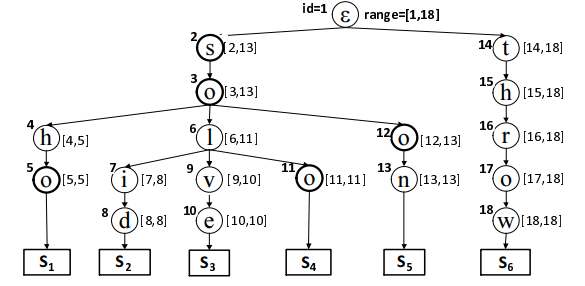 id=1 ε range=[1,18]
2 s [2,13] 14 t [14,18]
3 o [3,13] 15 h [15,18]
4 h [4,5] 6 l [6,11] 12 o [12,13] 16 r [16,18]
5 o [5,5] 7 i [7,8] 9 v [9,10] 11 o [11,11] 13 n [13,13] 17 o [17,18]
8 d [8,8] 10 e [10,10] 18 w [18,18]
S1 S2 S3 S4 S5 S6